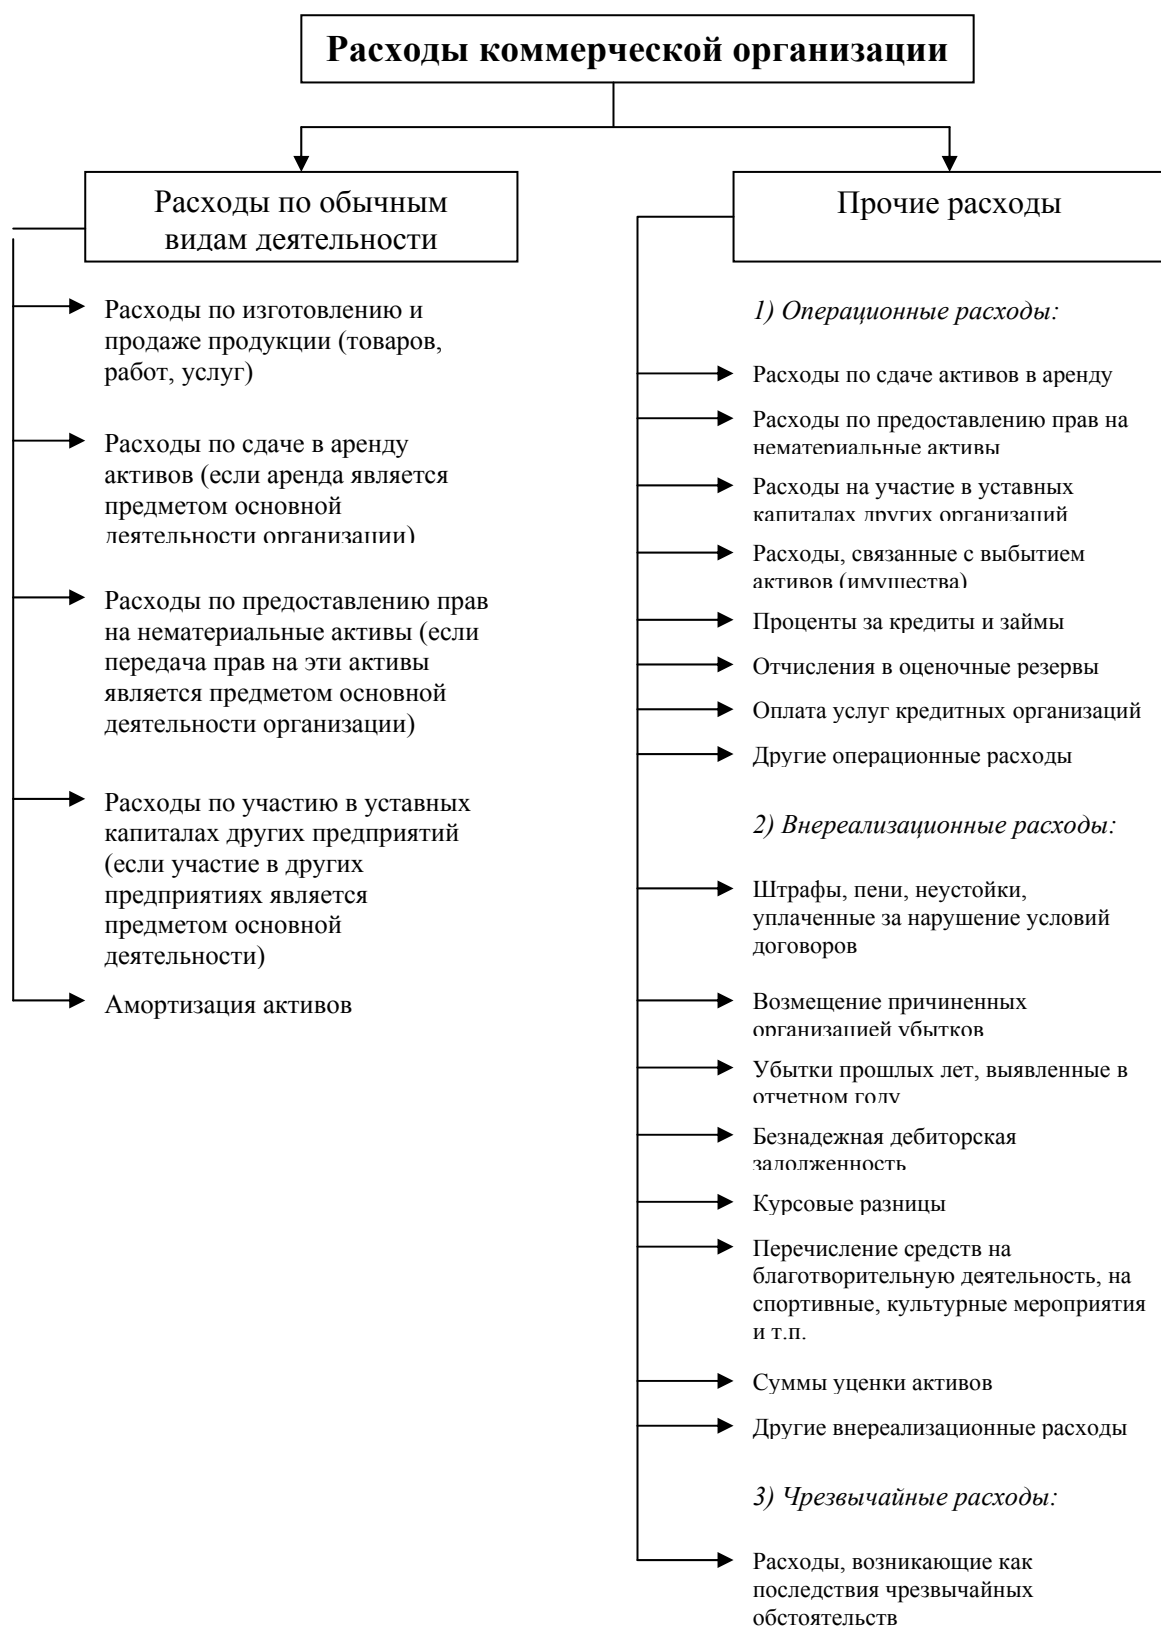 Расходы коммерческой организации
Расходы по обычным
видам деятельности
Расходы по изготовлению и
продаже продукции (товаров,
работ, услуг)
Расходы по сдаче в аренду
активов (если аренда является
предметом основной
деятельности организации)
Расходы по предоставлению прав
на нематериальные активы (если
передача прав на эти активы
является предметом основной
деятельности организации)
Расходы по участию в уставных
капиталах других предприятий
(если участие в других
предприятиях является
предметом основной
деятельности)
Амортизация активов
Прочие расходы
1) Операционные расходы:
Расходы по сдаче активов в аренду
Расходы по предоставлению прав на
нематериальные активы
Расходы на участие в уставных
капиталах других организаций
Расходы, связанные с выбытием
активов (имущества)
Проценты за кредиты и займы
Отчисления в оценочные резервы
Оплата услуг кредитных организаций
Другие операционные расходы
2) Внереализационные расходы:
Штрафы, пени, неустойки,
уплаченные за нарушение условий
договоров
Возмещение причиненных
организацией убытков
Убытки прошлых лет, выявленные в
отчетном году
Безнадежная дебиторская
задолженность
Курсовые разницы
Перечисление средств на
благотворительную деятельность, на
спортивные, культурные мероприятия
и т.п.
Суммы уценки активов
Другие внереализационные расходы
3) Чрезвычайные расходы:
Расходы, возникающие как
последствия чрезвычайных
обстоятельств